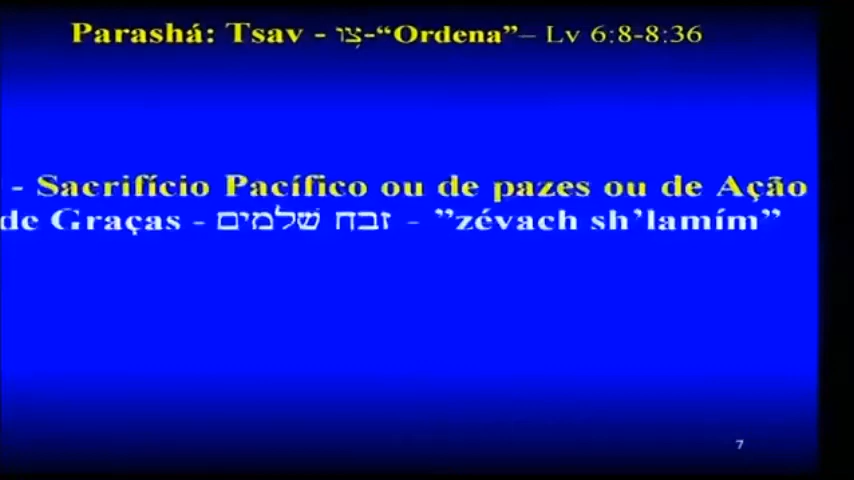 Parashá: Tsav - צַו-“Ordena”– Lv 6:8-8:36
- Sacrifício Pacífico ou de pazes ou de Ação
de Graças - זבח שׁלמים - ”zévach sh’lamím”
7